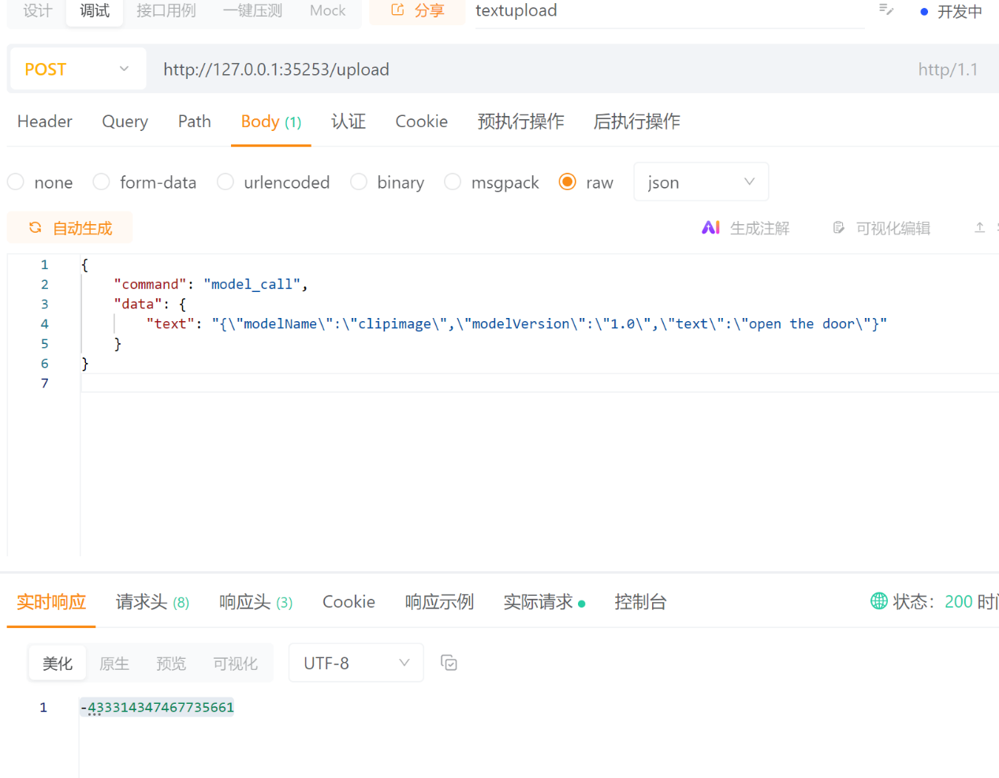 设计 调试 接口用例 一键压测 Mock 分享 textupload 开发中
POST http://127.0.0.1:35253/upload http/1.1
Header Query Path Body (1) 认证 Cookie 预执行操作 后执行操作
none form-data urlencoded binary msgpack raw json
自动生成 AI 生成注解 可视化编辑
1 {
2 "command": "model_call",
3 "data": {
4 "text": "{\"modelName\":\"clipimage\",\"modelVersion\":\"1.0\",\"text\":\"open the door\"}"
5 }
6 }
7
实时响应 请求头 (8) 响应头 (3) Cookie 响应示例 实际请求 控制台 状态: 200
美化 原生 预览 可视化 UTF-8
1 -433314347467735661